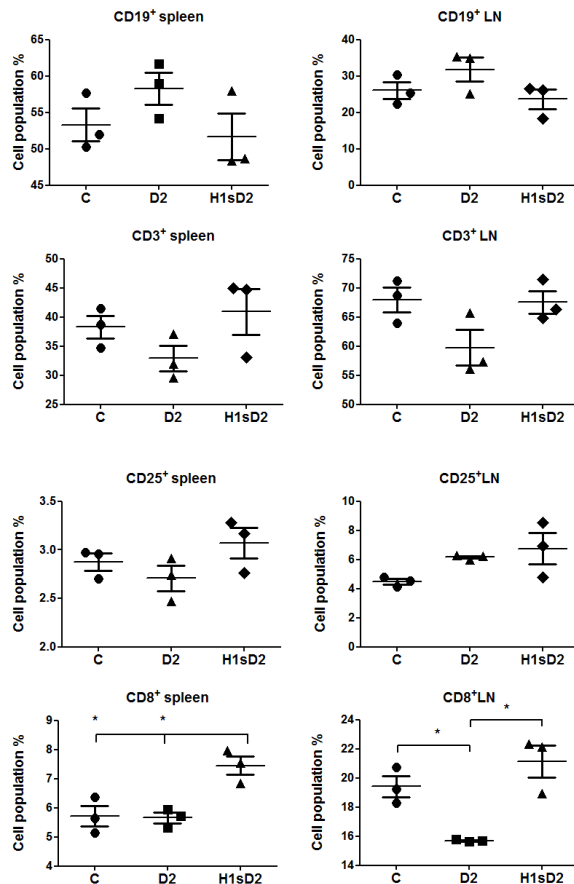 CD19+ spleen
Cell population %
65
60
55
50
45
C D2 H1sD2
CD19+ LN
Cell population %
40
30
20
10
0
C D2 H1sD2
CD3+ spleen
Cell population %
50
45
40
35
30
25
C D2 H1sD2
CD3+ LN
Cell population %
75
70
65
60
55
50
C D2 H1sD2
CD25+ spleen
Cell population %
3.5
3.0
2.5
2.0
C D2 H1sD2
CD25+LN
Cell population %
10
8
6
4
2
0
C D2 H1sD2
CD8+ spleen
Cell population %
9
8
7
6
5
4
* *
C D2 H1sD2
CD8+LN
Cell population %
24
22
20
18
16
14
* *
C D2 H1sD2